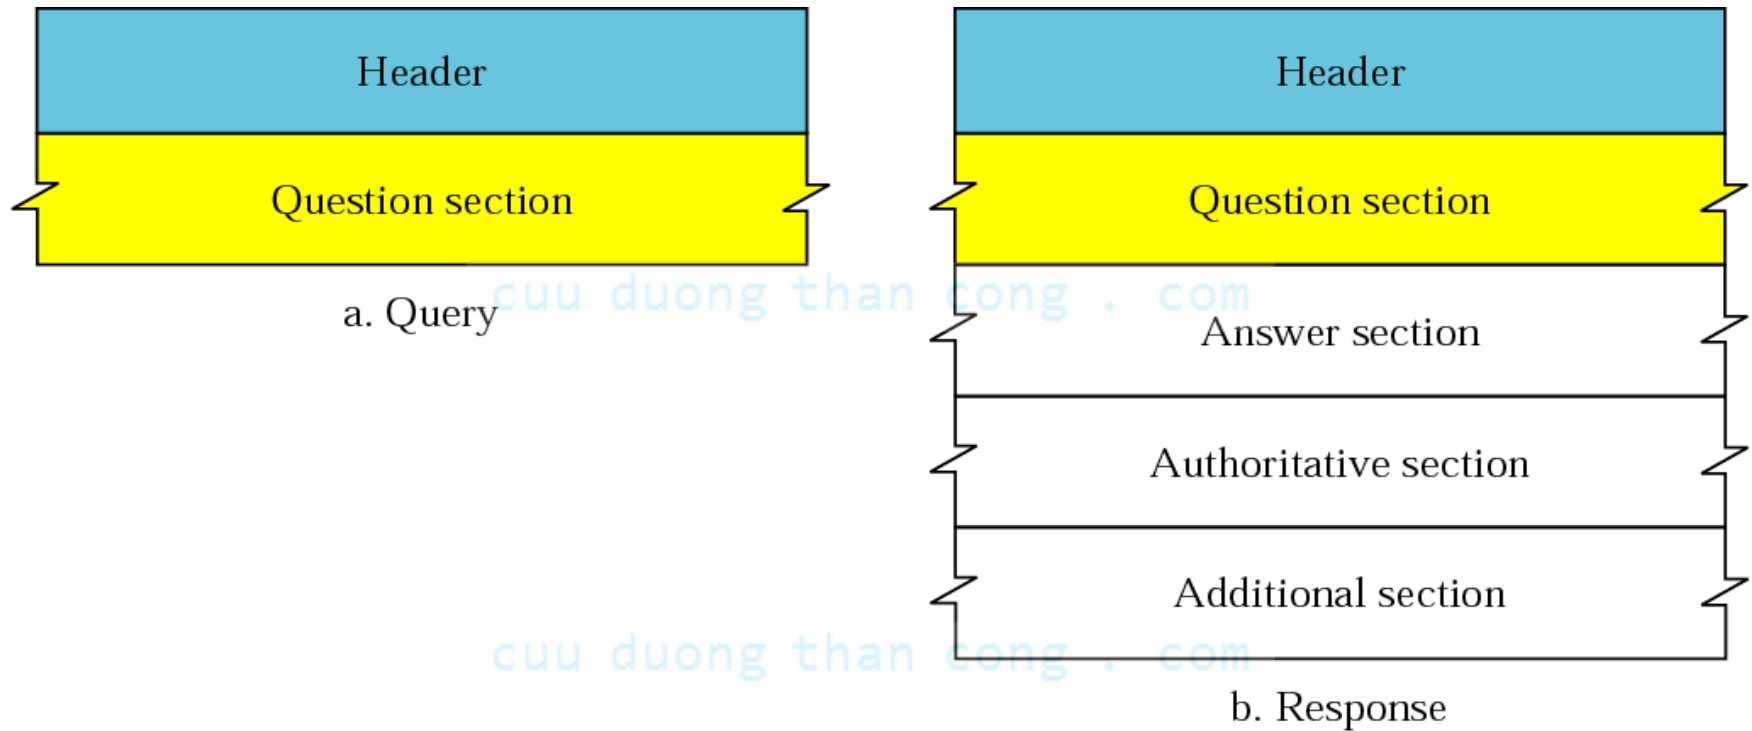 Header
Question section
a. Query
Header
Question section
Answer section
Authoritative section
Additional section
b. Response
cuu duong than cong . com
cuu duong than cong . com